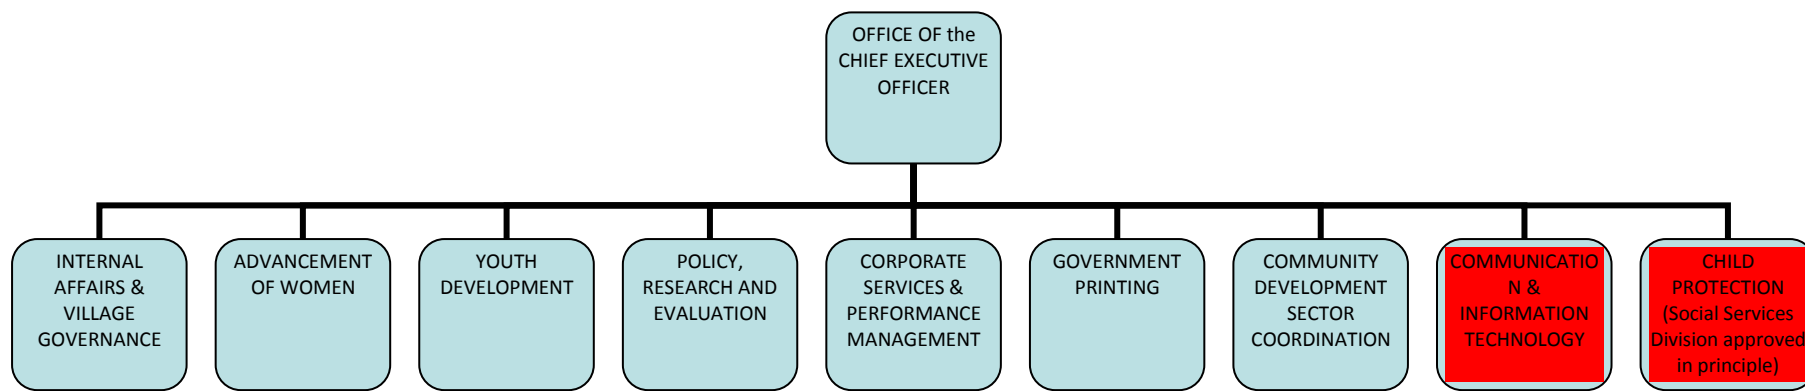 OFFICE OF the
CHIEF EXECUTIVE
OFFICER
INTERNAL
AFFAIRS &
VILLAGE
GOVERNANCE
ADVANCEMENT
OF WOMEN
YOUTH
DEVELOPMENT
POLICY,
RESEARCH AND
EVALUATION
CORPORATE
SERVICES &
PERFORMANCE
MANAGEMENT
GOVERNMENT
PRINTING
COMMUNITY
DEVELOPMENT
SECTOR
COORDINATION
COMMUNICATIO
N &
INFORMATION
TECHNOLOGY
CHILD
PROTECTION
(Social Services
Division approved
in principle)